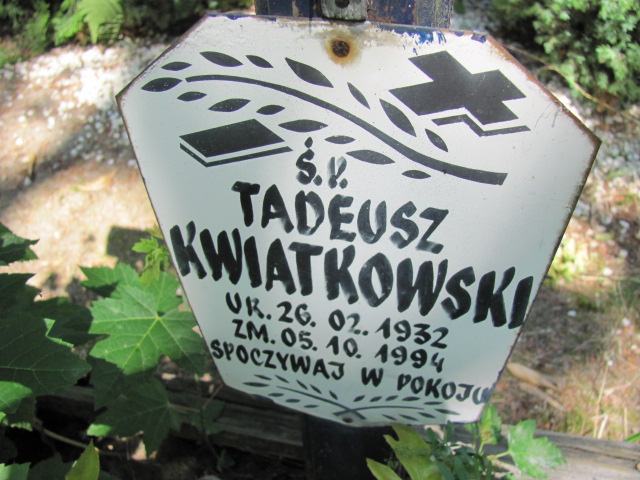 Ś.P.
TADEUSZ
KWIATKOWSKI
UR. 26. 02. 1932
ZM. 05. 10. 1994
SPOCZYWAJ W POKOJU